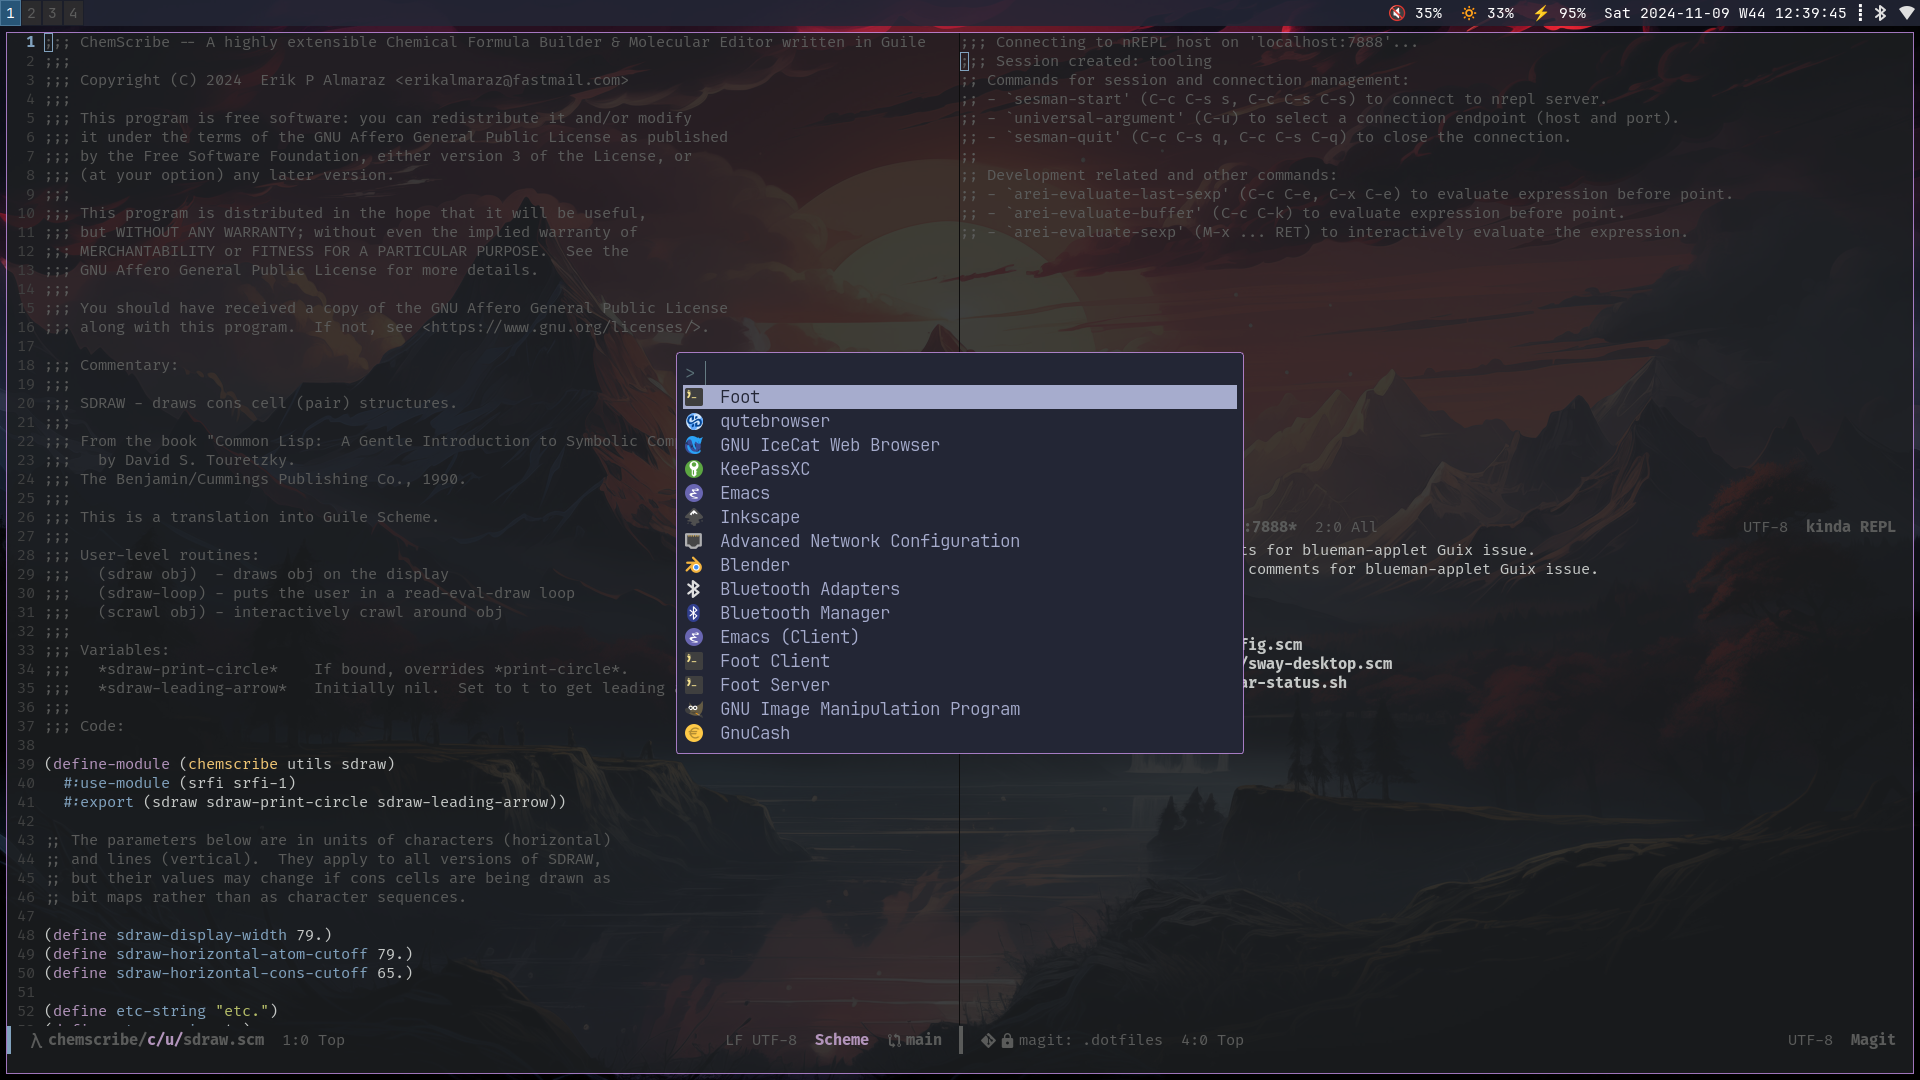 1 2 3 4
35% 33% 95% Sat 2024-11-09 W44 12:39:45
1 ;;; ChemScribe -- A highly extensible Chemical Formula Builder & Molecular Editor written in Guile
2 ;;;
3 ;;; Copyright (C) 2024  Erik P Almaraz <erikalmaraz@fastmail.com>
4 ;;;
5 ;;; This program is free software: you can redistribute it and/or modify
6 ;;; it under the terms of the GNU Affero General Public License as published
7 ;;; by the Free Software Foundation, either version 3 of the License, or
8 ;;; (at your option) any later version.
9 ;;;
10 ;;; This program is distributed in the hope that it will be useful,
11 ;;; but WITHOUT ANY WARRANTY; without even the implied warranty of
12 ;;; MERCHANTABILITY or FITNESS FOR A PARTICULAR PURPOSE.  See the
13 ;;; GNU Affero General Public License for more details.
14 ;;;
15 ;;; You should have received a copy of the GNU Affero General Public License
16 ;;; along with this program.  If not, see <https://www.gnu.org/licenses/>.
17
18 ;;; Commentary:
19 ;;;
20 ;;; SDRAW - draws cons cell (pair) structures.
21 ;;;
22 ;;; From the book "Common Lisp:  A Gentle Introduction to Symbolic Com
23 ;;;   by David S. Touretzky.
24 ;;; The Benjamin/Cummings Publishing Co., 1990.
25 ;;;
26 ;;; This is a translation into Guile Scheme.
27 ;;;
28 ;;; User-level routines:
29 ;;;   (sdraw obj)  - draws obj on the display
30 ;;;   (sdraw-loop) - puts the user in a read-eval-draw loop
31 ;;;   (scrawl obj) - interactively crawl around obj
32 ;;;
33 ;;; Variables:
34 ;;;   *sdraw-print-circle*    If bound, overrides *print-circle*.
35 ;;;   *sdraw-leading-arrow*   Initially nil.  Set to t to get leading
36 ;;;
37 ;;; Code:
38
39 (define-module (chemscribe utils sdraw)
40   #:use-module (srfi srfi-1)
41   #:export (sdraw sdraw-print-circle sdraw-leading-arrow))
42
43 ;; The parameters below are in units of characters (horizontal)
44 ;; and lines (vertical).  They apply to all versions of SDRAW,
45 ;; but their values may change if cons cells are being drawn as
46 ;; bit maps rather than as character sequences.
47
48 (define sdraw-display-width 79.)
49 (define sdraw-horizontal-atom-cutoff 79.)
50 (define sdraw-horizontal-cons-cutoff 65.)
51
52 (define etc-string "etc.")
λ chemscribe/c/u/sdraw.scm  1:0 Top LF UTF-8 Scheme main
;;; Connecting to nREPL host on 'localhost:7888'...
;;; Session created: tooling
;; Commands for session and connection management:
;; - `sesman-start' (C-c C-s s, C-c C-s C-s) to connect to nrepl server.
;; - `universal-argument' (C-u) to select a connection endpoint (host and port).
;; - `sesman-quit' (C-c C-s q, C-c C-s C-q) to close the connection.
;;
;; Development related and other commands:
;; - `arei-evaluate-last-sexp' (C-c C-e, C-x C-e) to evaluate expression before point.
;; - `arei-evaluate-buffer' (C-c C-k) to evaluate expression before point.
;; - `arei-evaluate-sexp' (M-x ... RET) to interactively evaluate the expression.
:7888*  2:0 All UTF-8 kinda REPL
ts for blueman-applet Guix issue.
comments for blueman-applet Guix issue.
fig.scm
/sway-desktop.scm
ar-status.sh
magit: .dotfiles  4:0 Top UTF-8 Magit
>
Foot
qutebrowser
GNU IceCat Web Browser
KeePassXC
Emacs
Inkscape
Advanced Network Configuration
Blender
Bluetooth Adapters
Bluetooth Manager
Emacs (Client)
Foot Client
Foot Server
GNU Image Manipulation Program
GnuCash